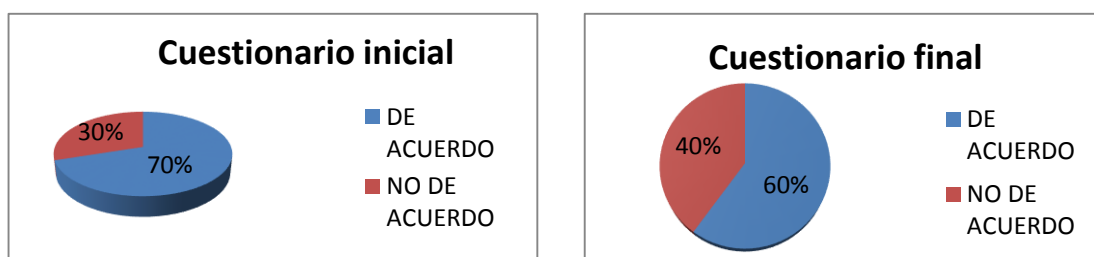 Cuestionario inicial
30%
70%
DE
ACUERDO
NO DE
ACUERDO
Cuestionario final
40%
60%
DE
ACUERDO
NO DE
ACUERDO